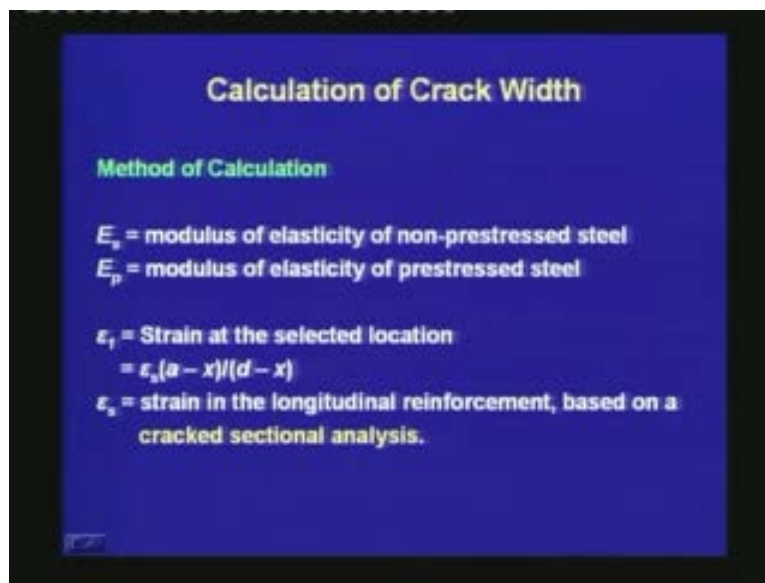 Calculation of Crack Width
Method of Calculation
Eₛ = modulus of elasticity of non-prestressed steel
Eₚ = modulus of elasticity of prestressed steel
ε₁ = Strain at the selected location
= εₛ(a – x)/(d – x)
εₛ = strain in the longitudinal reinforcement, based on a
cracked sectional analysis.